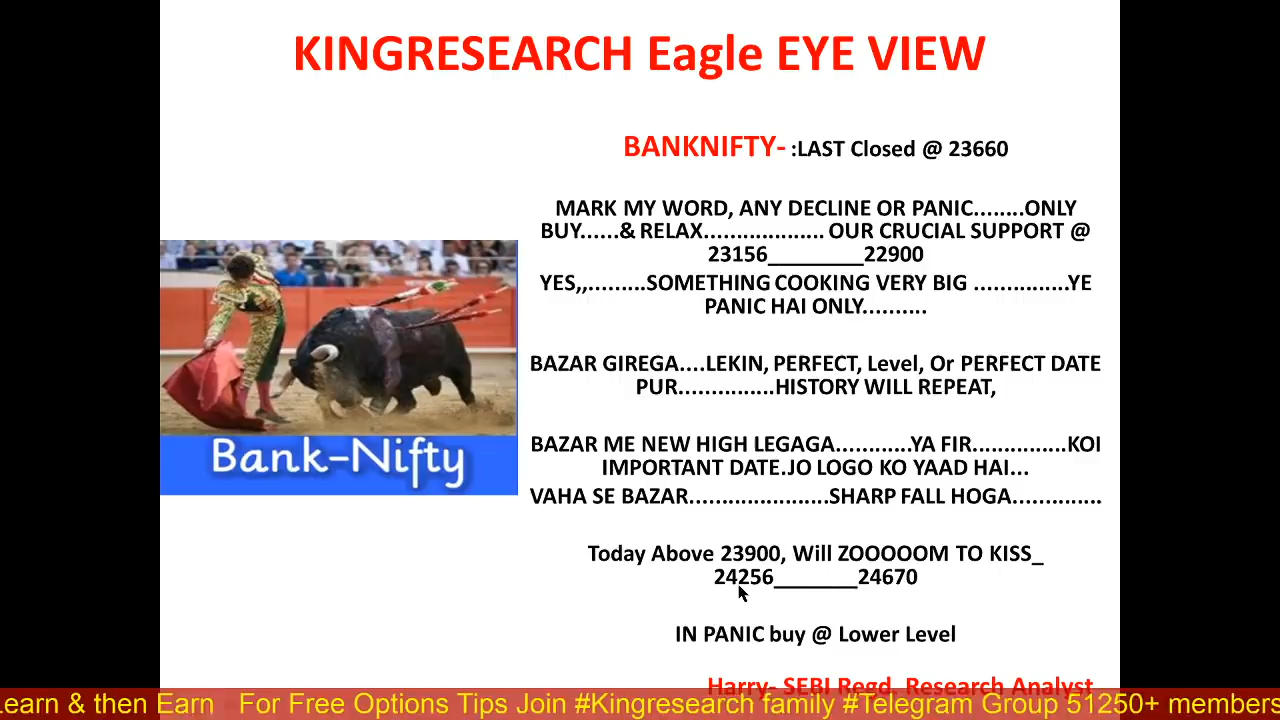 KINGRESEARCH Eagle EYE VIEW
BANKNIFTY- :LAST Closed @ 23660
MARK MY WORD, ANY DECLINE OR PANIC........ONLY
BUY......& RELAX................... OUR CRUCIAL SUPPORT @
23156________22900
YES,,,.........SOMETHING COOKING VERY BIG ...............YE
PANIC HAI ONLY..........
BAZAR GIREGA....LEKIN, PERFECT, Level, Or PERFECT DATE
PUR...............HISTORY WILL REPEAT,
BAZAR ME NEW HIGH LEGAGA............YA FIR...............KOI
IMPORTANT DATE.JO LOGO KO YAAD HAI...
VAHA SE BAZAR......................SHARP FALL HOGA..............
Bank-Nifty
Today Above 23900, Will ZOOOOOM TO KISS_
24256_______24670
IN PANIC buy @ Lower Level
Harry- SEBI Regd. Research Analyst
earn & then Earn For Free Options Tips Join #Kingresearch family #Telegram Group 51250+ members